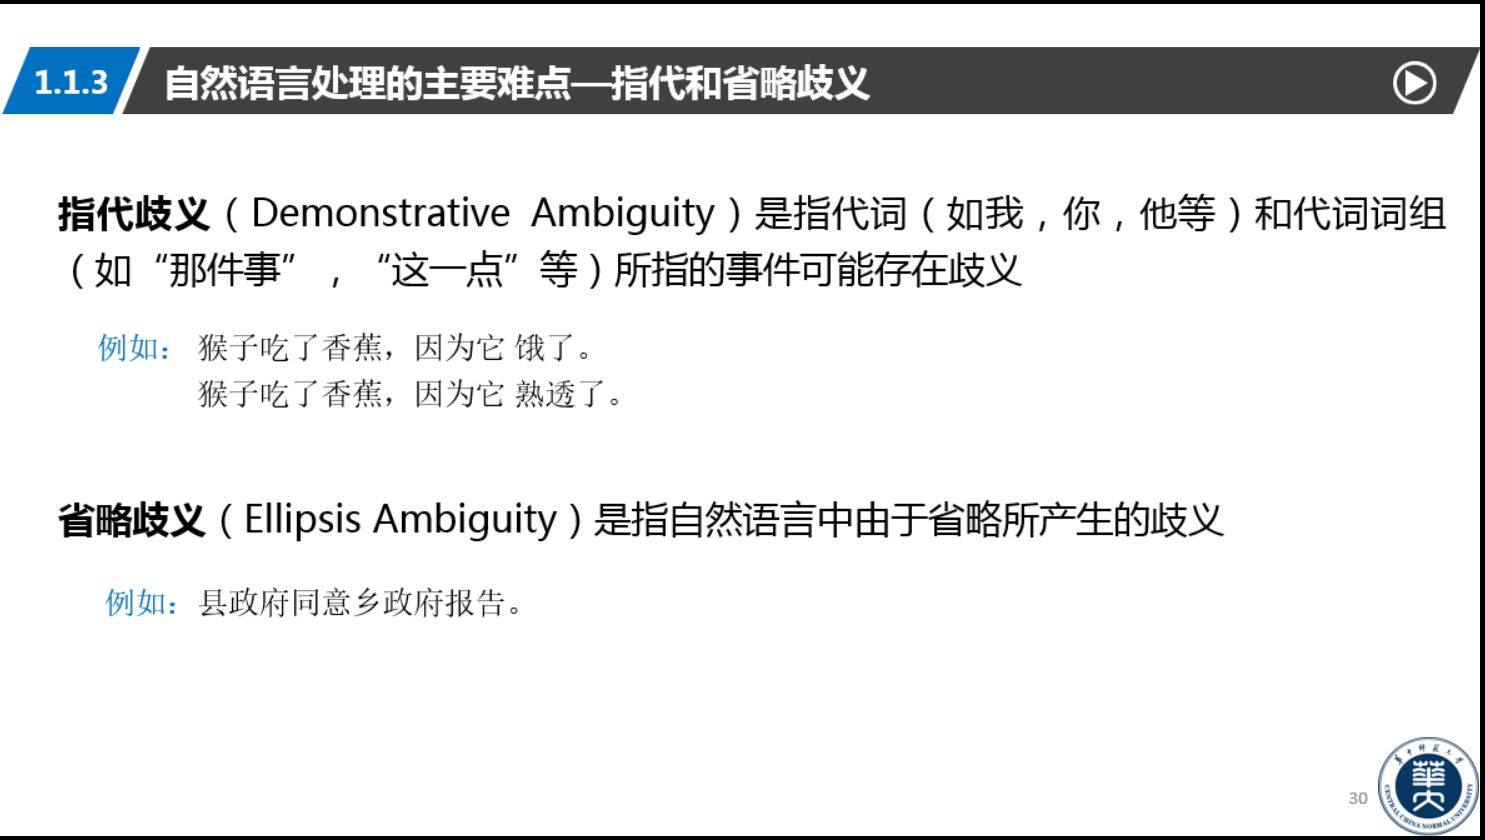 1.1.3 自然语言处理的主要难点—指代和省略歧义
指代歧义（Demonstrative Ambiguity）是指代词（如我，你，他等）和代词词组
（如“那件事”，“这一点”等）所指的事件可能存在歧义
例如： 猴子吃了香蕉，因为它 饿了。
猴子吃了香蕉，因为它 熟透了。
省略歧义（Ellipsis Ambiguity）是指自然语言中由于省略所产生的歧义
例如：县政府同意乡政府报告。
30
华中师范大学
CENTRAL CHINA NORMAL UNIVERSITY